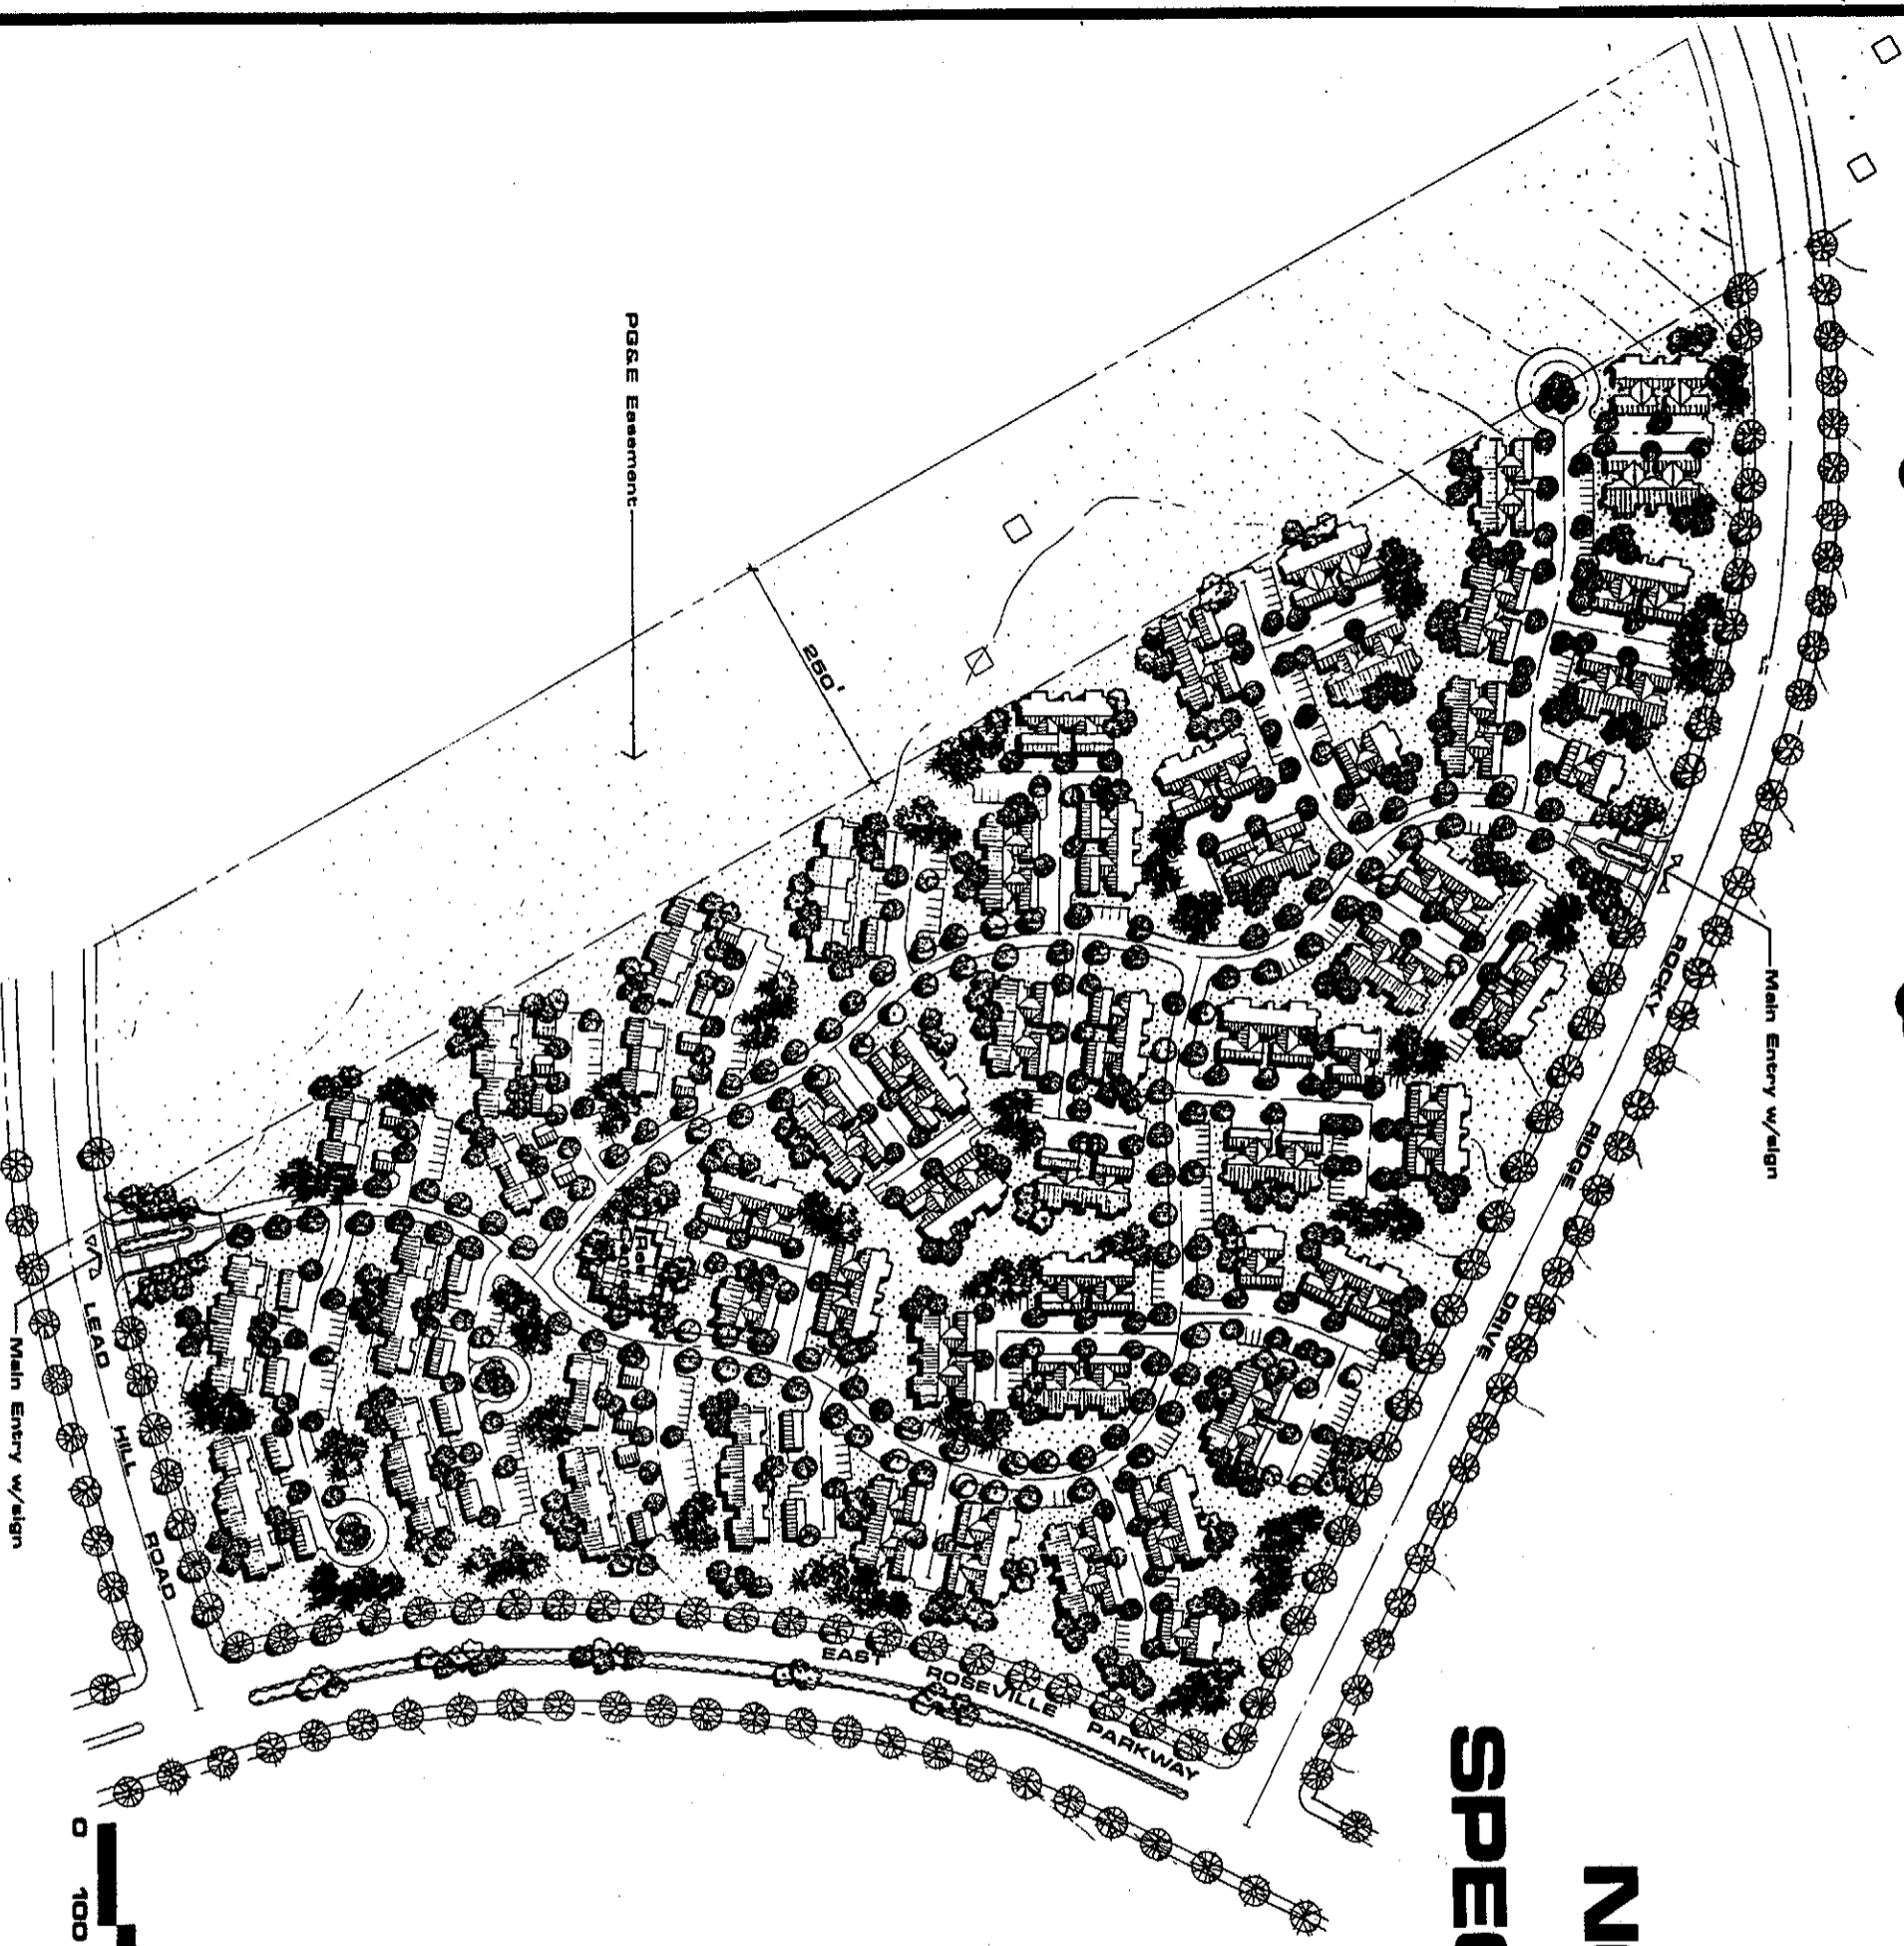 PG&E Easement
250'
Main Entry w/sign
ROCKY RIDGE DRIVE
Rec
Main Entry w/sign
LEAD HILL ROAD
EAST ROSEVILLE PARKWAY
0 100